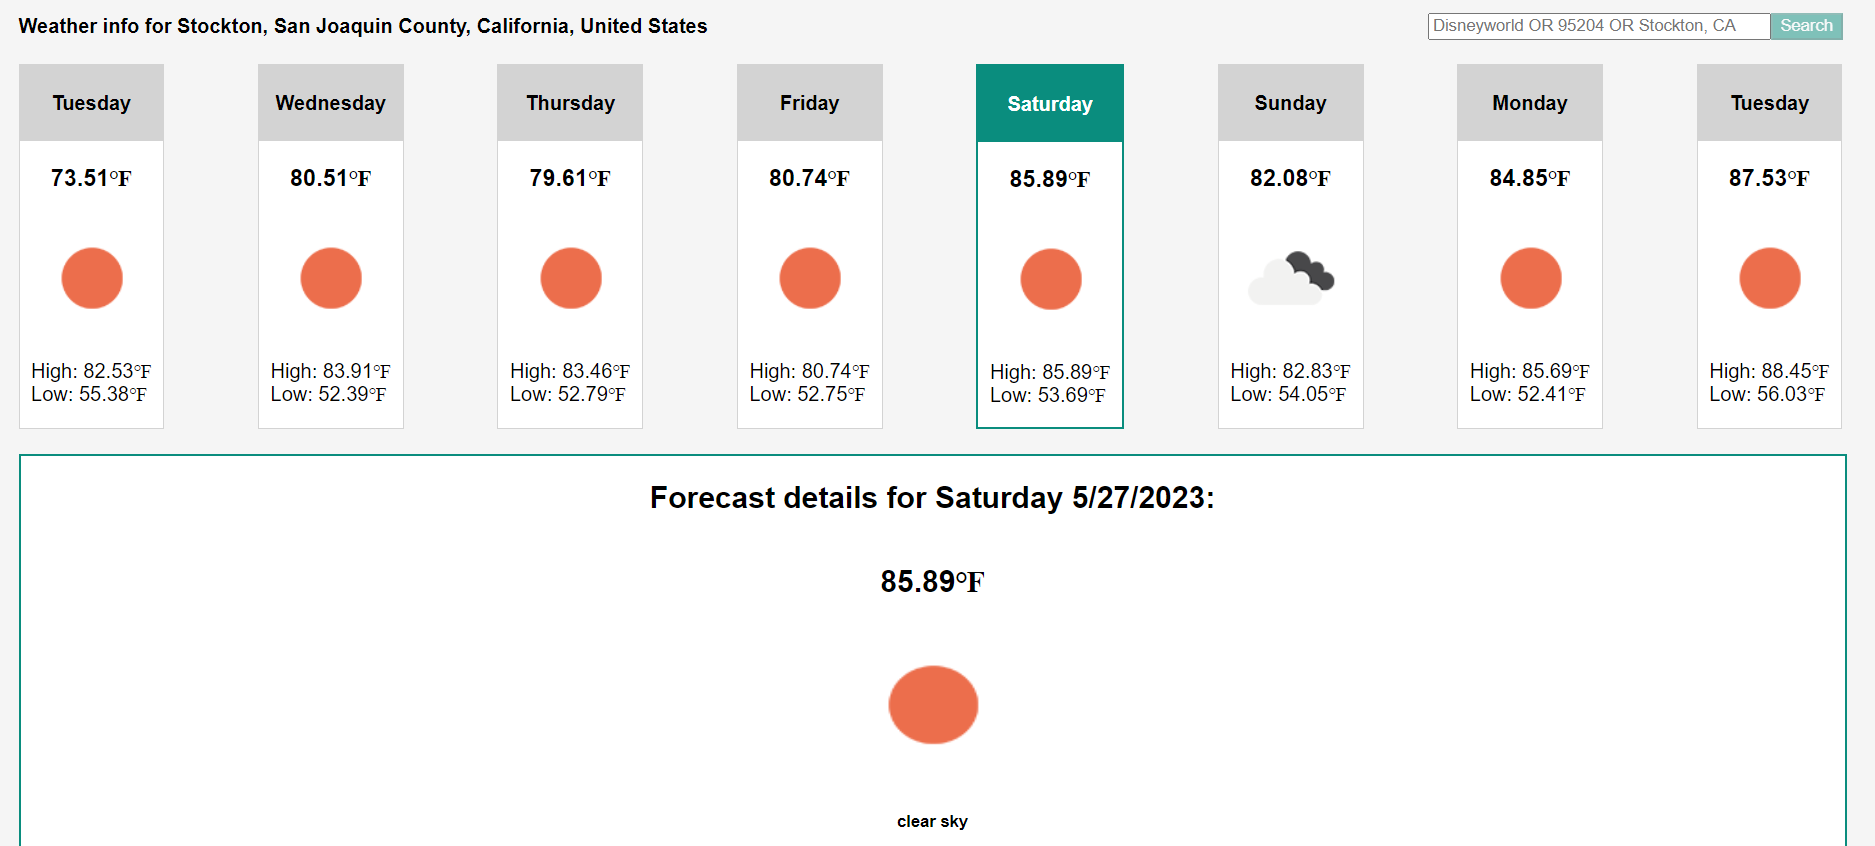 Weather info for Stockton, San Joaquin County, California, United States
Disneyworld OR 95204 OR Stockton, CA
Search
Tuesday
73.51°F
High: 82.53°F
Low: 55.38°F
Wednesday
80.51°F
High: 83.91°F
Low: 52.39°F
Thursday
79.61°F
High: 83.46°F
Low: 52.79°F
Friday
80.74°F
High: 80.74°F
Low: 52.75°F
Saturday
85.89°F
High: 85.89°F
Low: 53.69°F
Sunday
82.08°F
High: 82.83°F
Low: 54.05°F
Monday
84.85°F
High: 85.69°F
Low: 52.41°F
Tuesday
87.53°F
High: 88.45°F
Low: 56.03°F
Forecast details for Saturday 5/27/2023:
85.89°F
clear sky